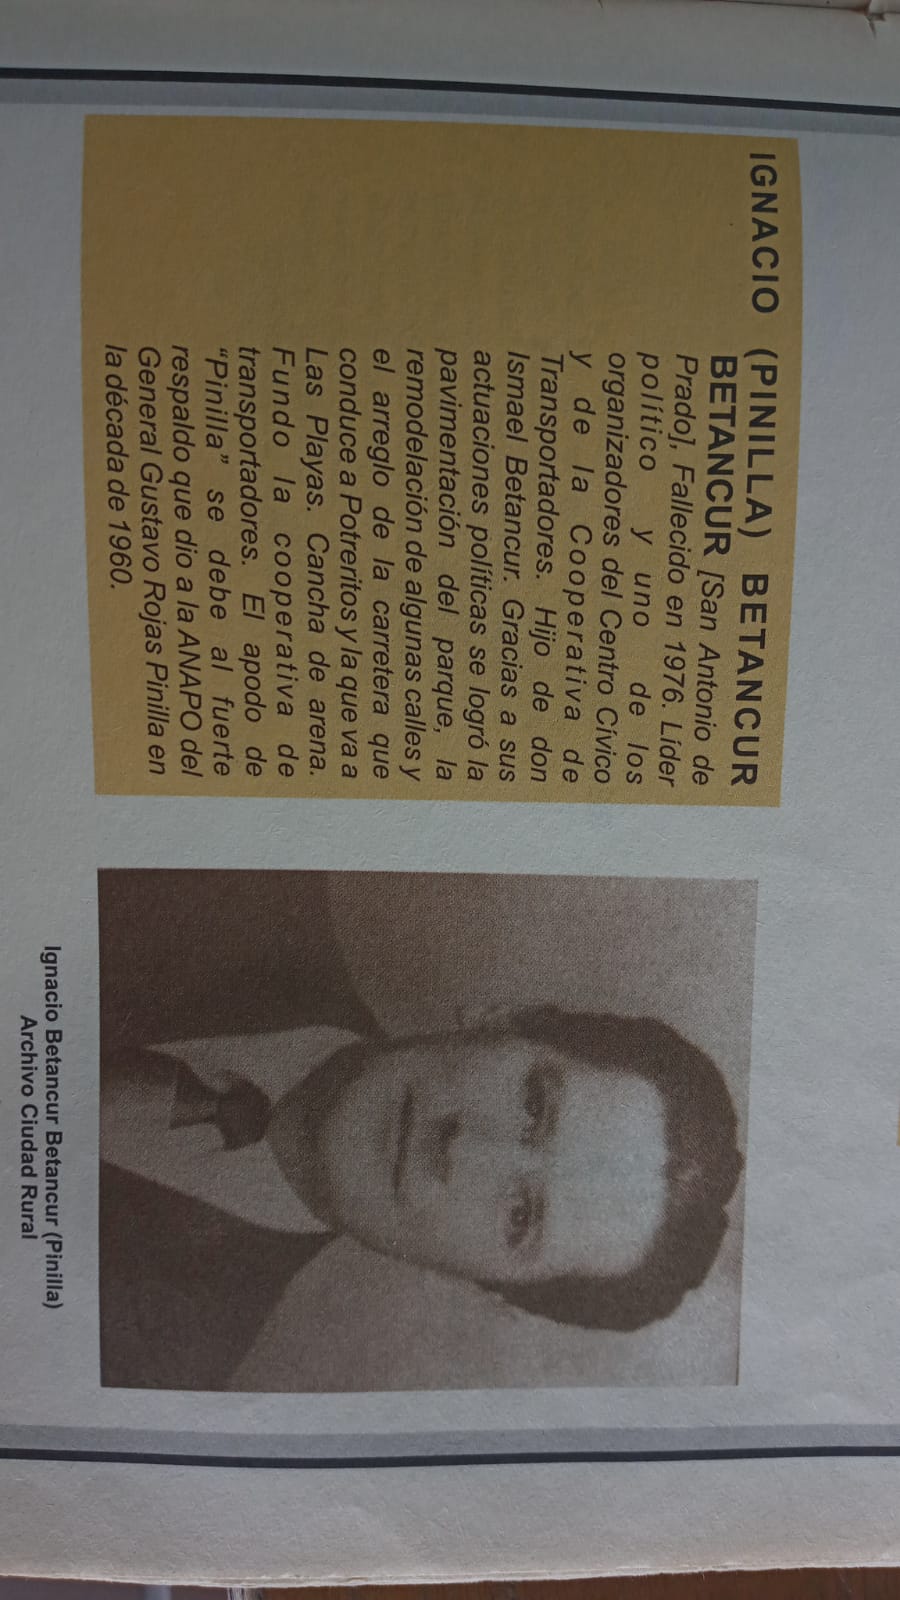 IGNACIO (PINILLA) BETANCUR
BETANCUR [San Antonio de
Prado], Fallecido en 1976. Líder
político y uno de los
organizadores del Centro Cívico
y de la Cooperativa de
Transportadores. Hijo de don
Ismael Betancur. Gracias a sus
actuaciones políticas se logró la
pavimentación del parque, la
remodelación de algunas calles y
el arreglo de la carretera que
conduce a Potreritos y la que va a
Las Playas. Cancha de arena.
Fundo la cooperativa de
transportadores. El apodo de
“Pinilla” se debe al fuerte
respaldo que dio a la ANAPO del
General Gustavo Rojas Pinilla en
la década de 1960.
Ignacio Betancur Betancur (Pinilla)
Archivo Ciudad Rural